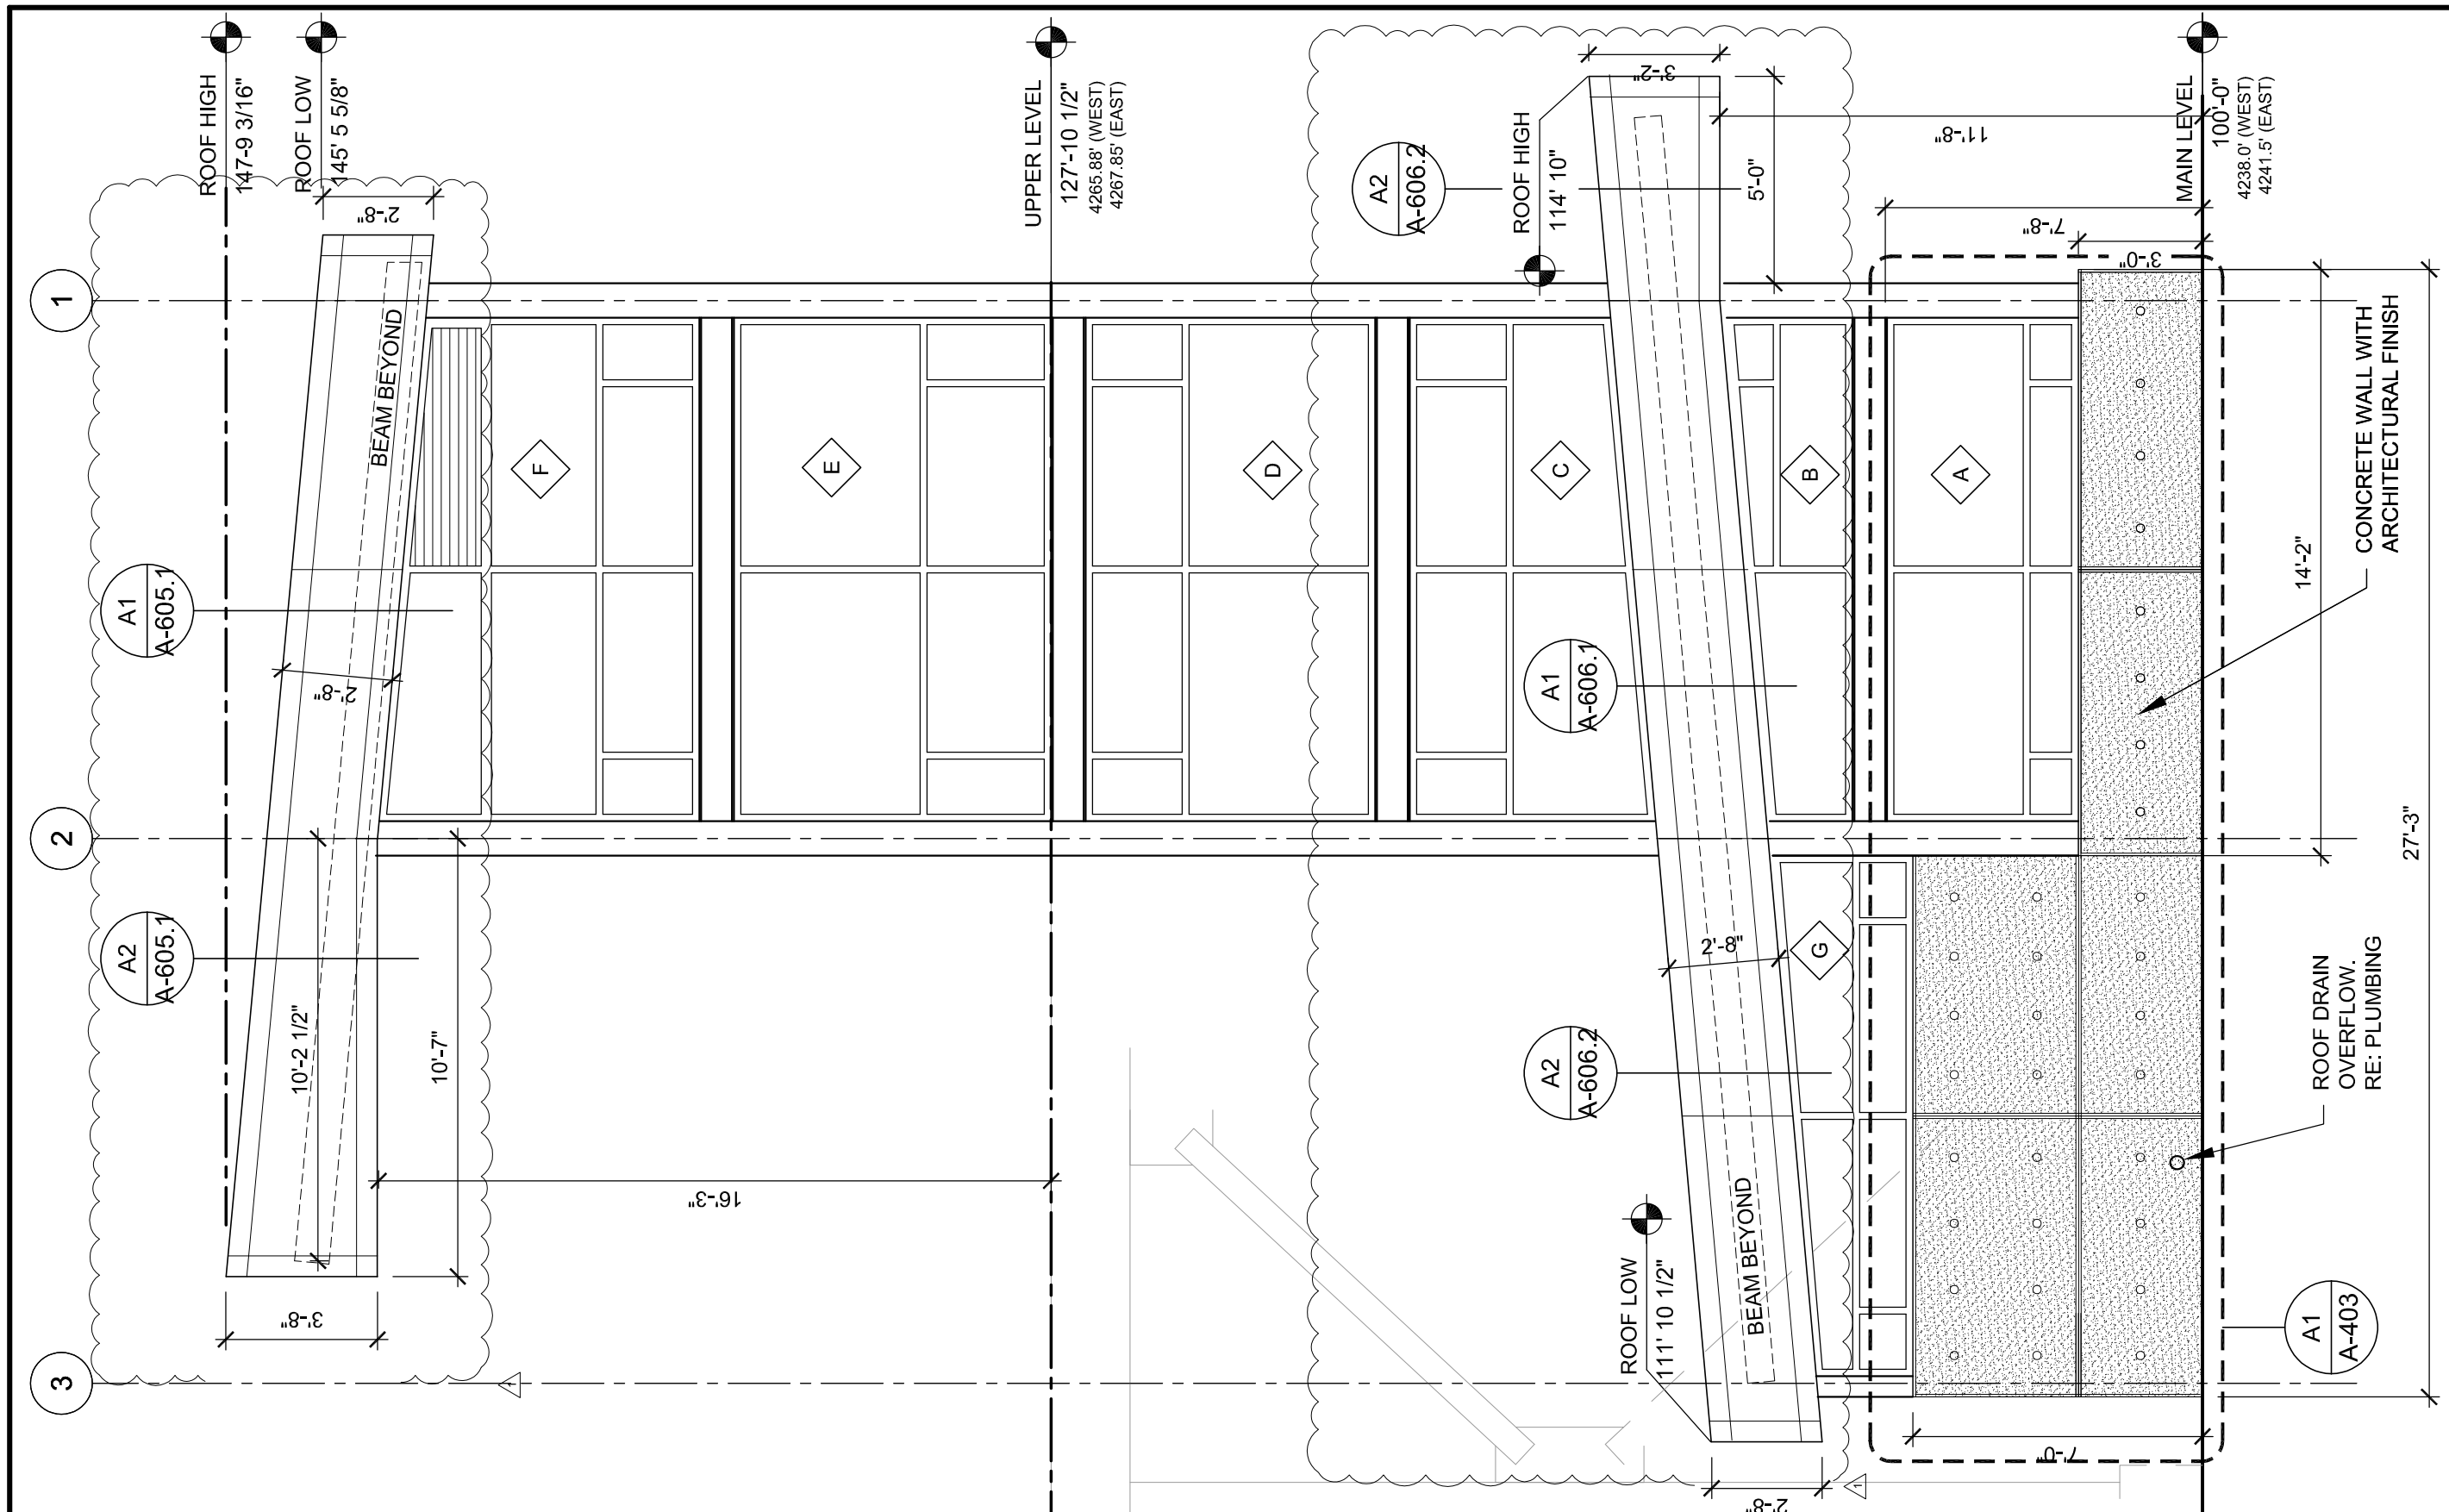 1
2
3
ROOF HIGH
147-9 3/16"
ROOF LOW
145' 5 5/8"
UPPER LEVEL
127'-10 1/2"
4265.88' (WEST)
4267.85' (EAST)
MAIN LEVEL
100'-0"
4238.0' (WEST)
4241.5' (EAST)
2'-8"
BEAM BEYOND
2'-8"
A1
A-605.1
A2
A-605.1
10'-2 1/2"
10'-7"
3'-8"
16'-3"
F
E
D
C
B
A
G
1
A2
A-606.2
ROOF HIGH
114' 10"
3'-2"
5'-0"
11'-8"
7'-8"
3'-0"
A1
A-606.1
A2
A-606.2
2'-8"
ROOF LOW
111' 10 1/2"
BEAM BEYOND
2'-8"
1
7'-0"
14'-2"
27'-3"
CONCRETE WALL WITH
ARCHITECTURAL FINISH
ROOF DRAIN
OVERFLOW.
RE: PLUMBING
A1
A-403